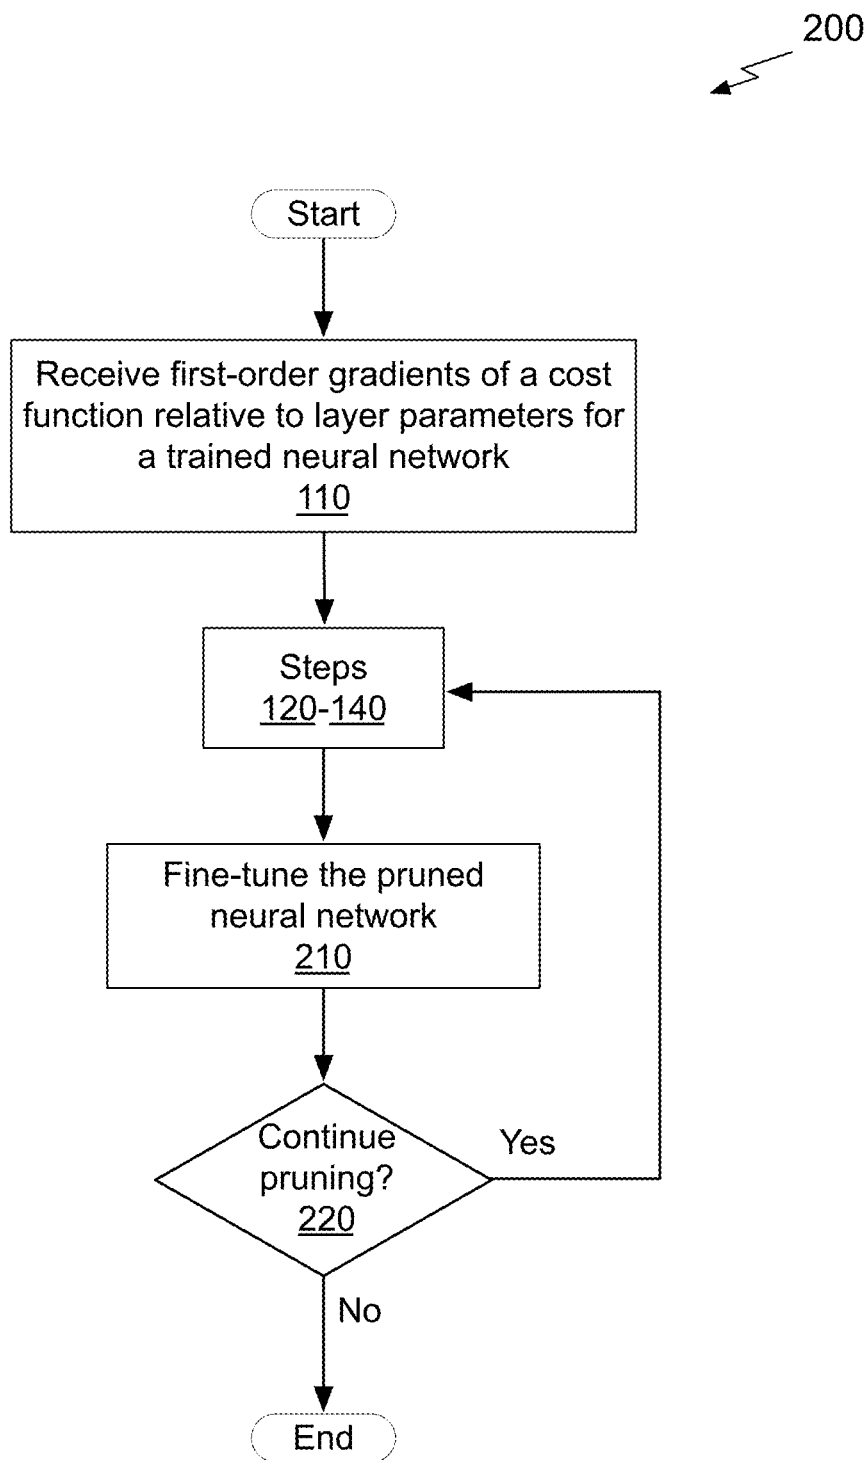 200
Start
Receive first-order gradients of a cost
function relative to layer parameters for
a trained neural network
110
Steps
120-140
Fine-tune the pruned
neural network
210
Continue
pruning?
220
Yes
No
End